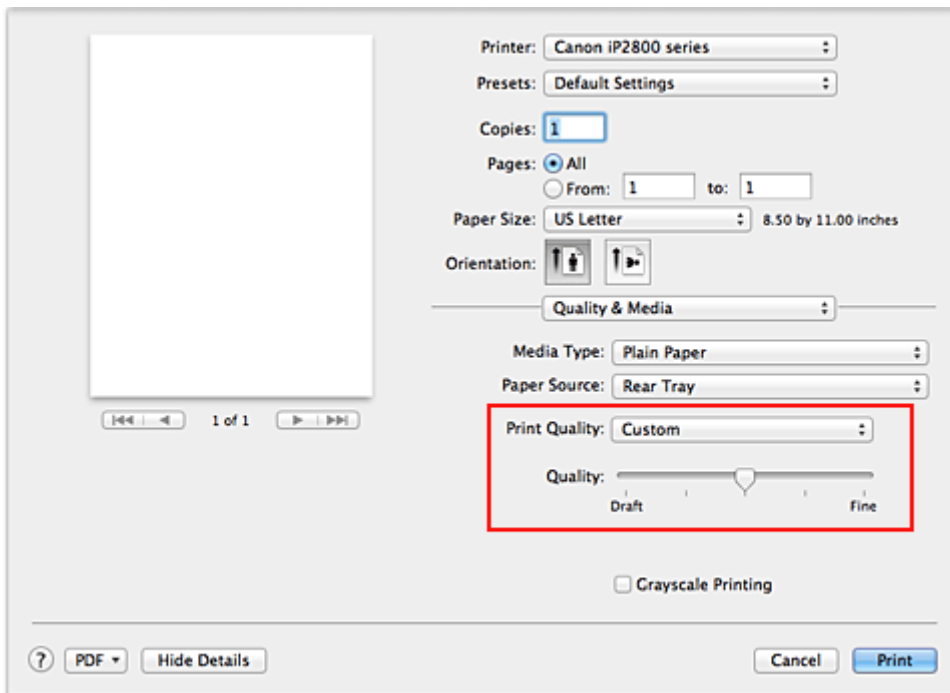 Printer: Canon iP2800 series
Presets: Default Settings
Copies: 1
Pages: All
From: 1 to: 1
Paper Size: US Letter 8.50 by 11.00 inches
Orientation:
Quality & Media
Media Type: Plain Paper
Paper Source: Rear Tray
1 of 1
Print Quality: Custom
Quality:
Draft Fine
Grayscale Printing
? PDF Hide Details Cancel Print